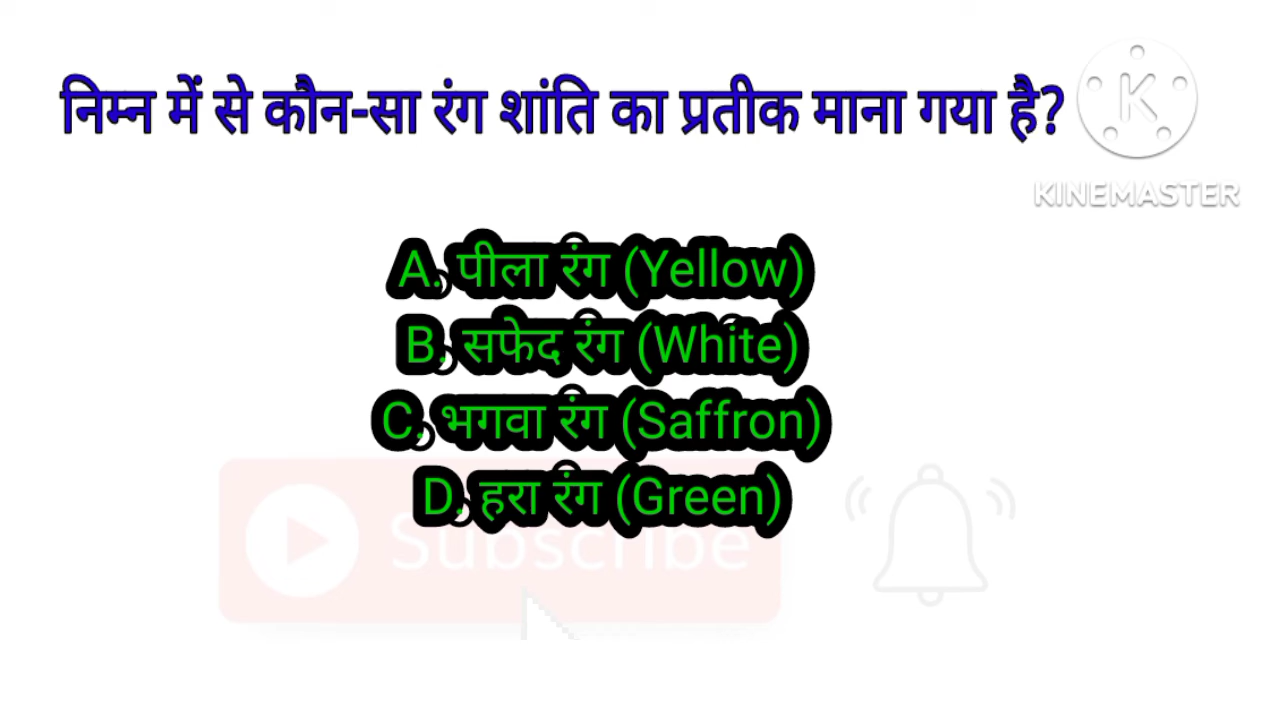 निम्न में से कौन-सा रंग शांति का प्रतीक माना गया है?
K
KINEMASTER
A. पीला रंग (Yellow)
B. सफेद रंग (White)
C. भगवा रंग (Saffron)
D. हरा रंग (Green)
Subscribe